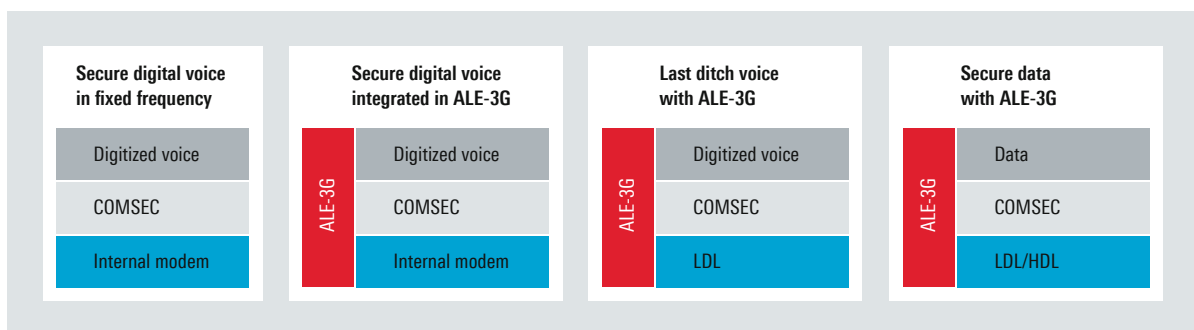 Secure digital voice
in fixed frequency
Digitized voice
COMSEC
Internal modem
Secure digital voice
integrated in ALE-3G
ALE-3G
Digitized voice
COMSEC
Internal modem
Last ditch voice
with ALE-3G
ALE-3G
Digitized voice
COMSEC
LDL
Secure data
with ALE-3G
ALE-3G
Data
COMSEC
LDL/HDL